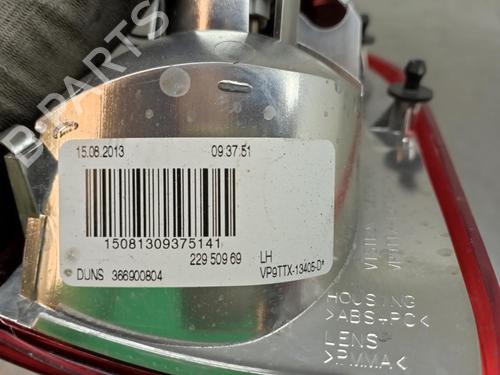 B-PARTS
15.08.2013 09:37:51
15081309375141
229 509 69 LH
DUNS 366900804 VP9TTX-13405-D*
HOUSING
>ABS+PC<
LENS
>PMMA<